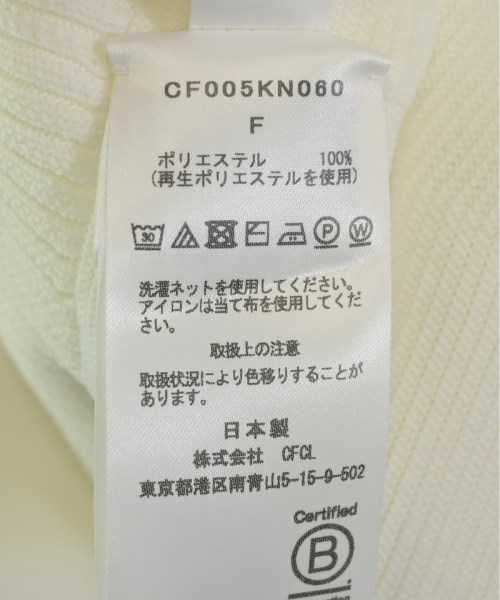 CF005KN060
F
ポリエステル 100%
(再生ポリエステルを使用)
30 P W
洗濯ネットを使用してください。
アイロンは当て布を使用してくだ
さい。
取扱上の注意
取扱状況により色移りすることが
あります。
日本製
株式会社 CFCL
東京都港区南青山5-15-9-502
Certified
B